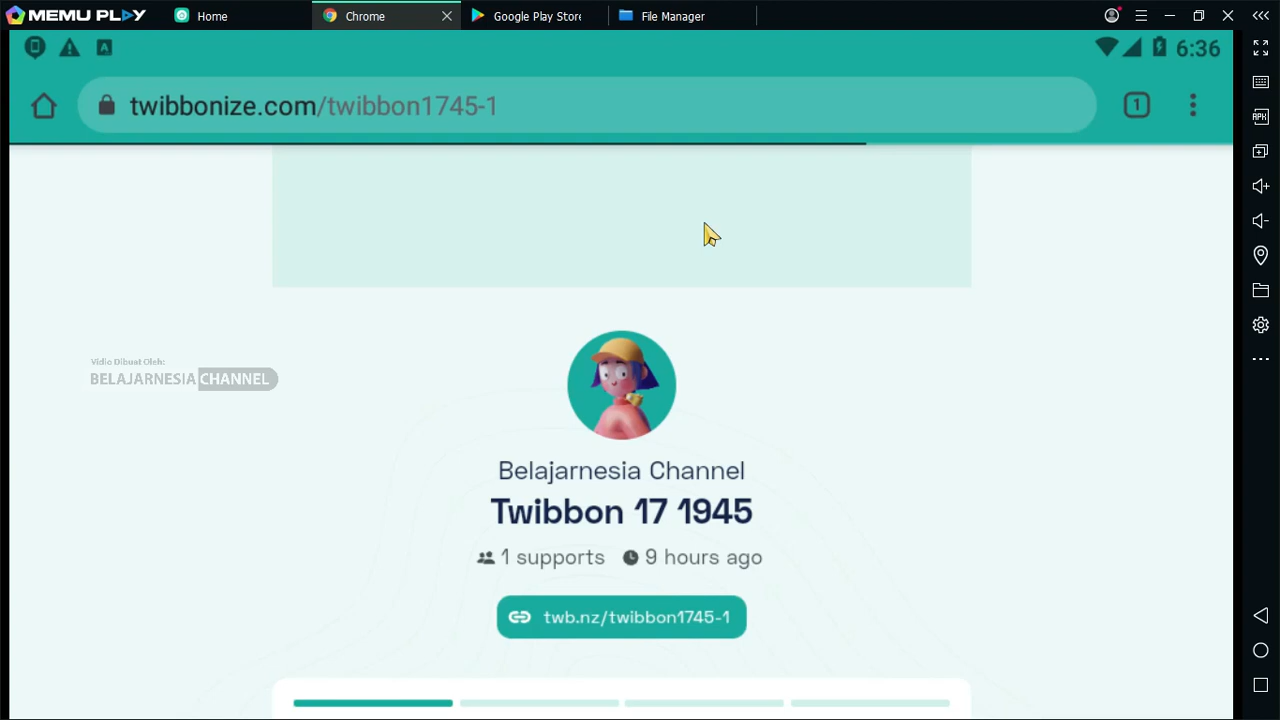 MEMU PLAY
Home
Chrome
Google Play Store
File Manager
6:36
twibbonize.com/twibbon1745-1
1
APK
Vidio Dibuat Oleh:
BELAJARNESIA CHANNEL
Belajarnesia Channel
Twibbon 17 1945
1 supports 9 hours ago
twb.nz/twibbon1745-1